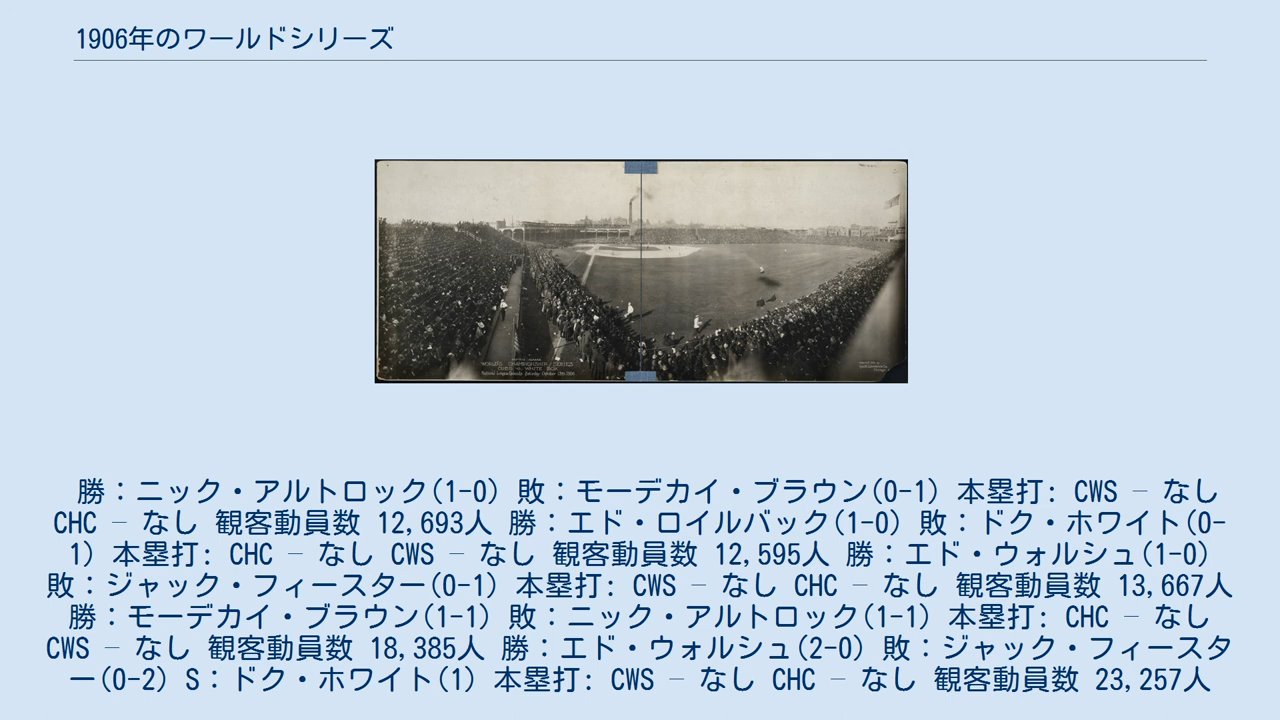 1906年のワールドシリーズ
WORLD'S CHAMPIONSHIP SERIES
CUBS vs. WHITE SOX
勝：ニック・アルトロック(1-0) 敗：モーデカイ・ブラウン(0-1) 本塁打: CWS – なし
CHC – なし 観客動員数 12,693人 勝：エド・ロイルバック(1-0) 敗：ドク・ホワイト(0-
1) 本塁打: CHC – なし CWS – なし 観客動員数 12,595人 勝：エド・ウォルシュ(1-0)
敗：ジャック・フィースター(0-1) 本塁打: CWS – なし CHC – なし 観客動員数 13,667人
勝：モーデカイ・ブラウン(1-1) 敗：ニック・アルトロック(1-1) 本塁打: CHC – なし
CWS – なし 観客動員数 18,385人 勝：エド・ウォルシュ(2-0) 敗：ジャック・フィースタ
ー(0-2) S：ドク・ホワイト(1) 本塁打: CWS – なし CHC – なし 観客動員数 23,257人